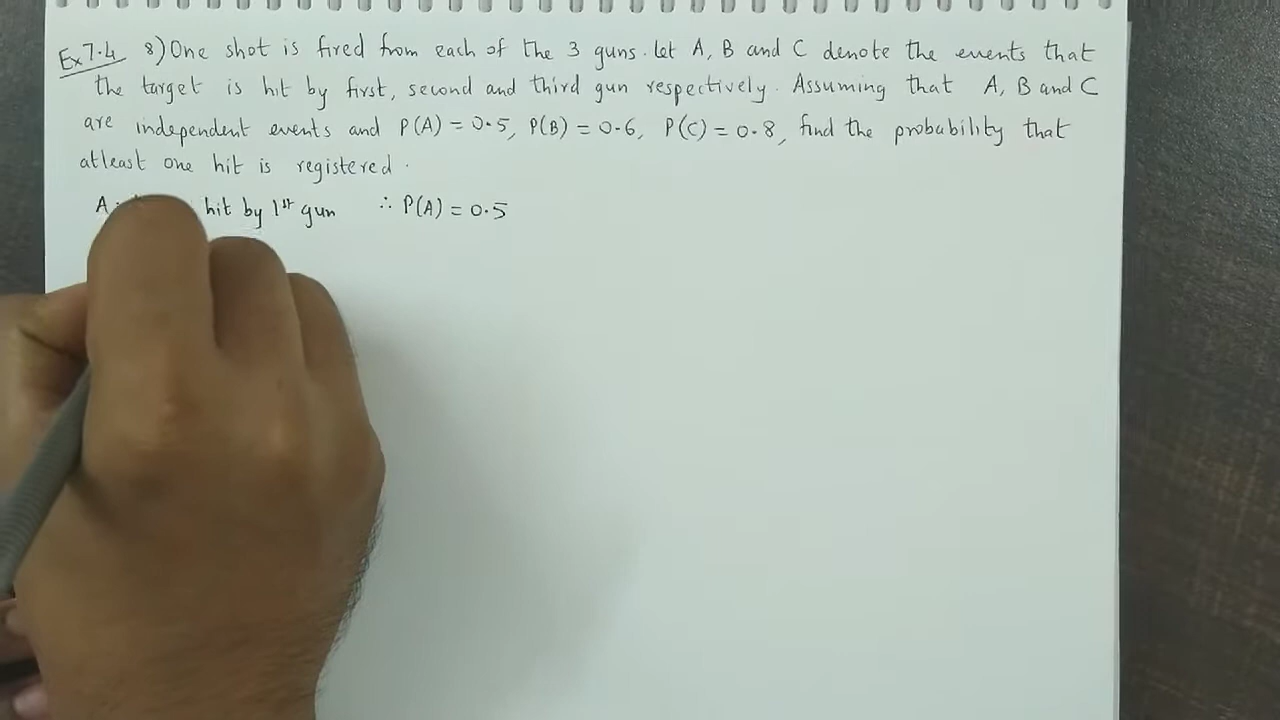 Ex 7.4 8) One shot is fired from each of the 3 guns. Let A, B and C denote the events that
the target is hit by first, second and third gun respectively. Assuming that A, B and C
are independent events and P(A) = 0.5, P(B) = 0.6, P(C) = 0.8, find the probability that
atleast one hit is registered.
A: hit by 1st gun ∴ P(A) = 0.5